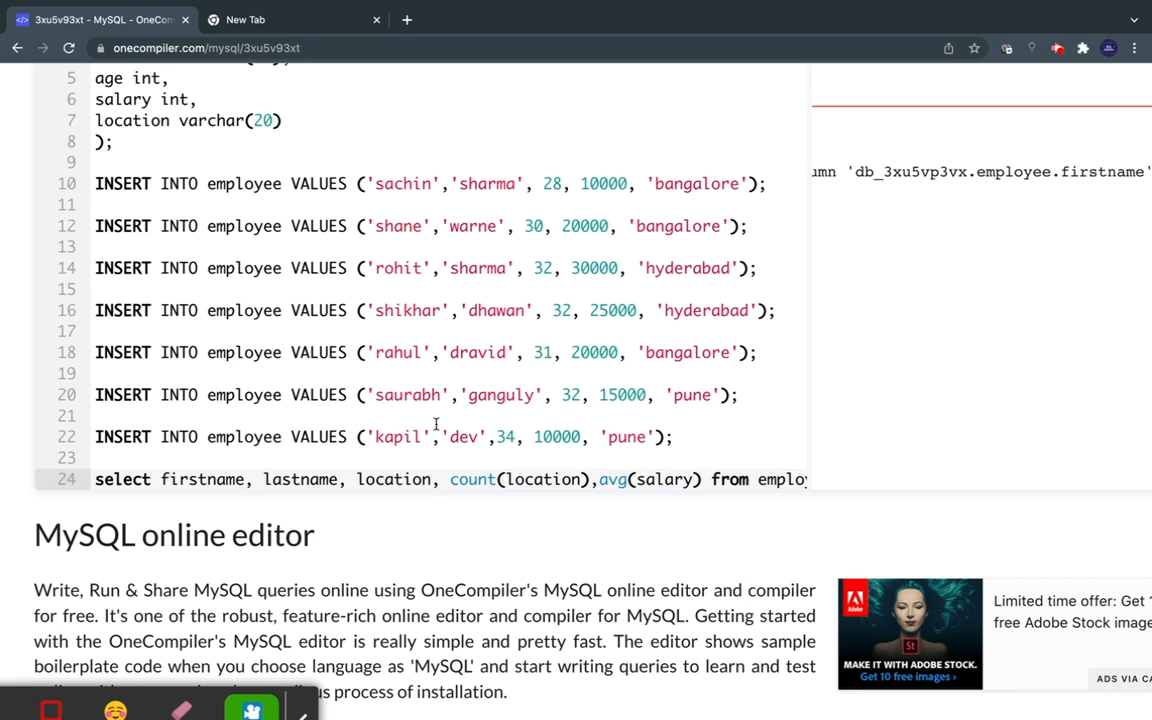 3xu5v93xt - MySQL - OneCom
New Tab
onecompiler.com/mysql/3xu5v93xt
5 age int,
6 salary int,
7 location varchar(20)
8 );
9
10 INSERT INTO employee VALUES ('sachin','sharma', 28, 10000, 'bangalore');
11
12 INSERT INTO employee VALUES ('shane','warne', 30, 20000, 'bangalore');
13
14 INSERT INTO employee VALUES ('rohit','sharma', 32, 30000, 'hyderabad');
15
16 INSERT INTO employee VALUES ('shikhar','dhawan', 32, 25000, 'hyderabad');
17
18 INSERT INTO employee VALUES ('rahul','dravid', 31, 20000, 'bangalore');
19
20 INSERT INTO employee VALUES ('saurabh','ganguly', 32, 15000, 'pune');
21
22 INSERT INTO employee VALUES ('kapil','dev',34, 10000, 'pune');
23
24 select firstname, lastname, location, count(location),avg(salary) from emplo
umn 'db_3xu5vp3vx.employee.firstname'
MySQL online editor
Write, Run & Share MySQL queries online using OneCompiler's MySQL online editor and compiler
for free. It's one of the robust, feature-rich online editor and compiler for MySQL. Getting started
with the OneCompiler's MySQL editor is really simple and pretty fast. The editor shows sample
boilerplate code when you choose language as 'MySQL' and start writing queries to learn and test
us process of installation.
St
MAKE IT WITH ADOBE STOCK.
Get 10 free images ›
Limited time offer: Get 1
free Adobe Stock image
ADS VIA CA